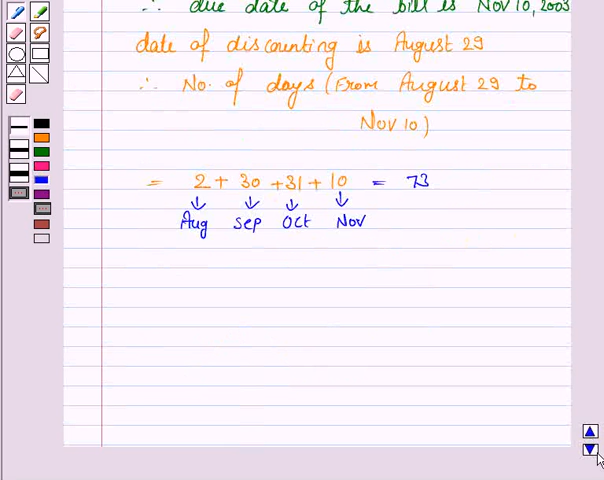 ∴ due date of the bill is Nov 10, 2003
date of discounting is August 29
∴ No. of days (From August 29 to
Nov 10)
= 2 + 30 + 31 + 10 = 73
↓ ↓ ↓ ↓
Aug Sep Oct Nov